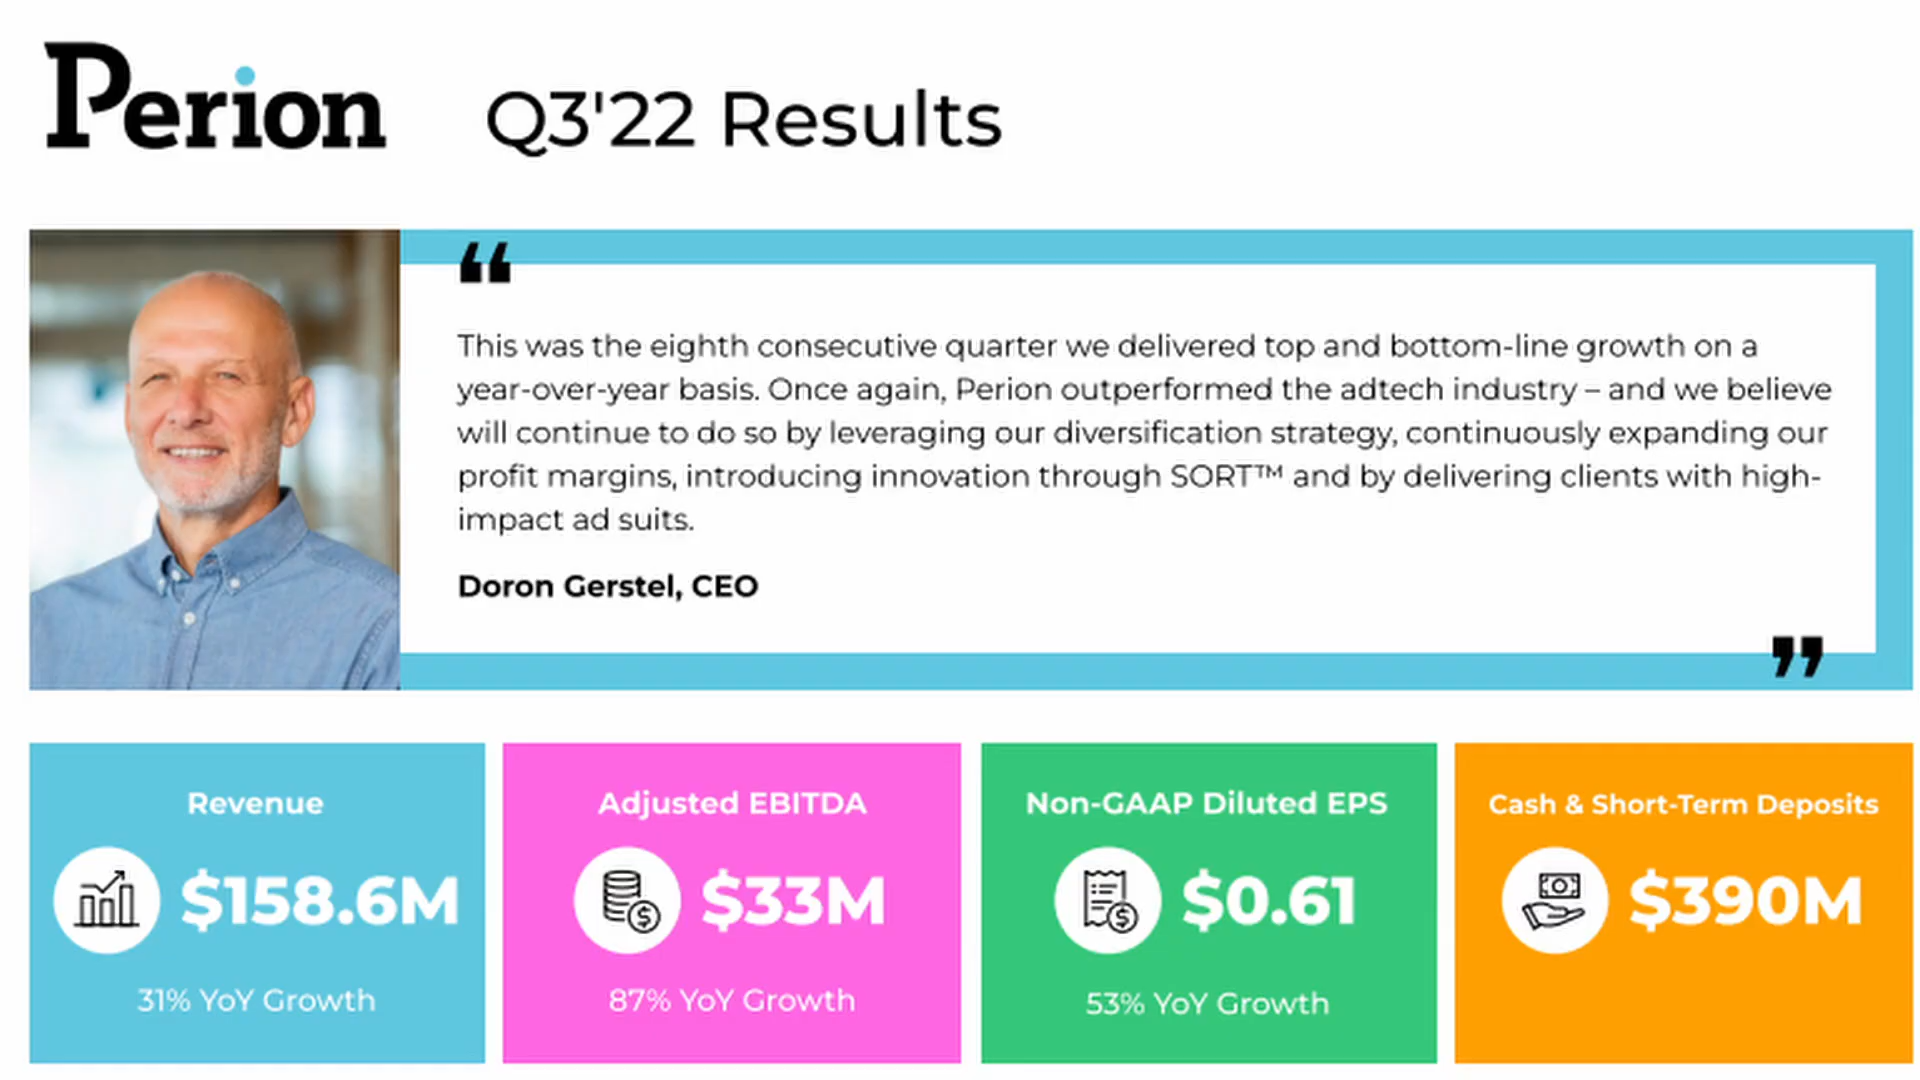 Perion
Q3'22 Results
“
This was the eighth consecutive quarter we delivered top and bottom-line growth on a
year-over-year basis. Once again, Perion outperformed the adtech industry – and we believe
will continue to do so by leveraging our diversification strategy, continuously expanding our
profit margins, introducing innovation through SORT™ and by delivering clients with high-
impact ad suits.
Doron Gerstel, CEO
”
Revenue
$158.6M
31% YoY Growth
Adjusted EBITDA
$33M
87% YoY Growth
Non-GAAP Diluted EPS
$0.61
53% YoY Growth
Cash & Short-Term Deposits
$390M